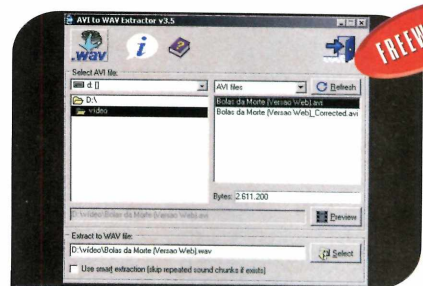 AVI to WAV Extractor v3.5
FREEW
.wav
Select AVI file:
d: []
AVI files
Refresh
D:\
video
Bolas da Morte (Versao Web).avi
Bolas da Morte (Versao Web)_Corrected.avi
Bytes: 2.611.200
D:\vídeo\Bolas da Morte (Versao Web).avi
Preview
Extract to WAV file:
D:\vídeo\Bolas da Morte (Versao Web).wav
Select
Use smart extraction (skip repeated sound chunks if exists)